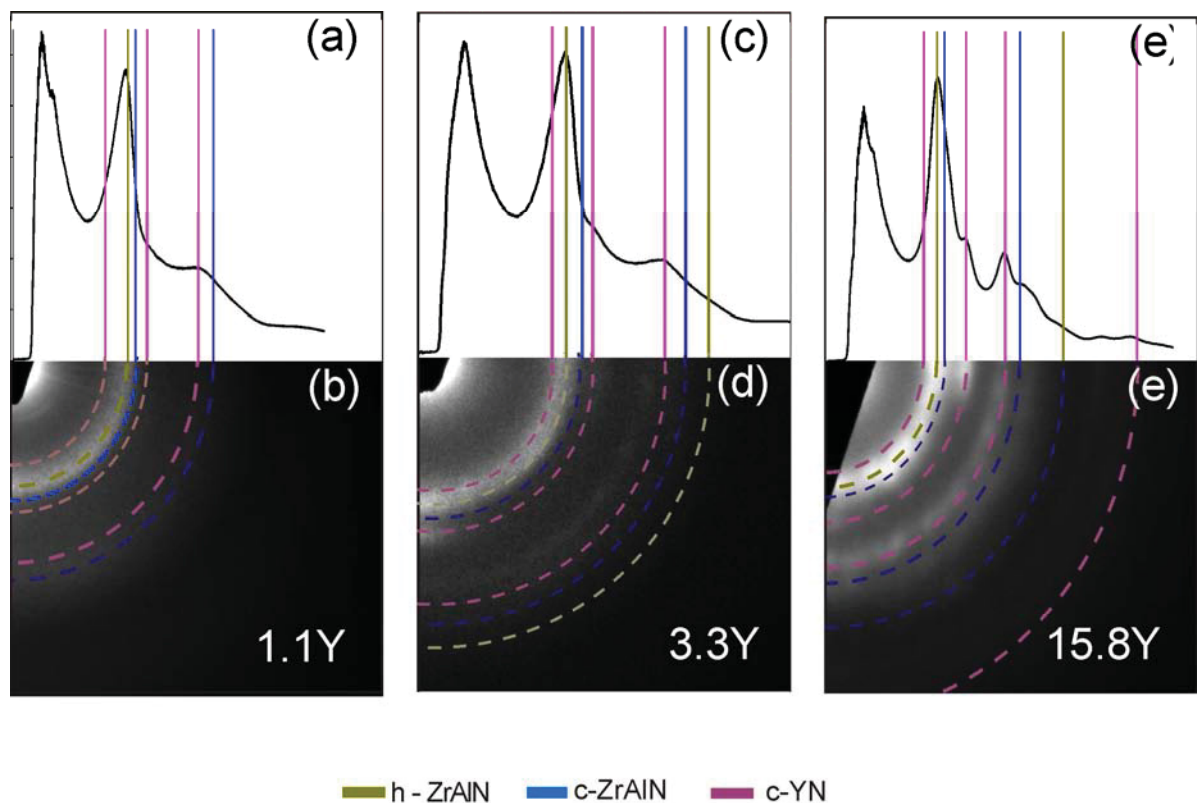 (a)
(c)
(e)
(b)
(d)
(e)
1.1Y
3.3Y
15.8Y
h - ZrAlN
c-ZrAlN
c-YN